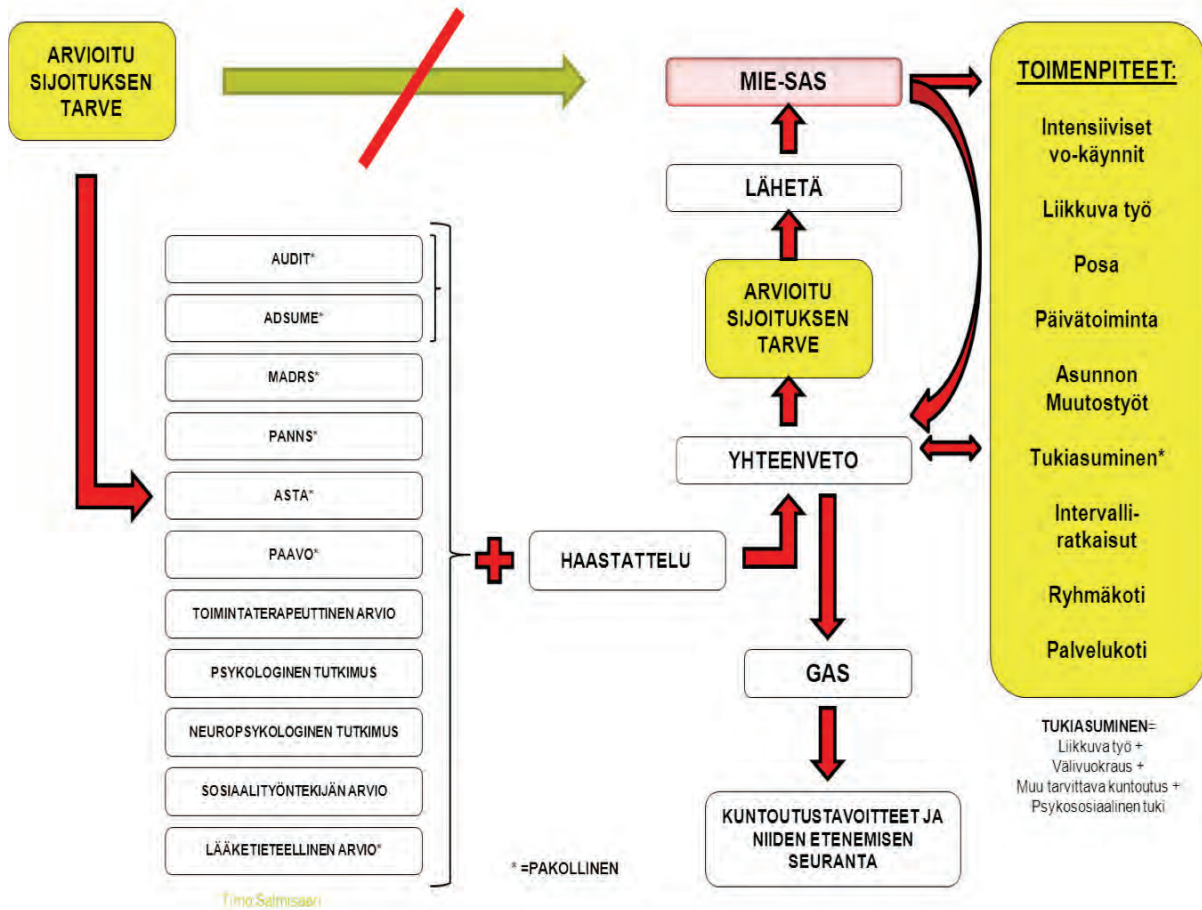 ARVIOITU
SIJOITUKSEN
TARVE
AUDIT*
ADSUME*
MADRS*
PANNS*
ASTA*
PAAVO*
TOIMINTATERAPEUTTINEN ARVIO
PSYKOLOGINEN TUTKIMUS
NEUROPSYKOLOGINEN TUTKIMUS
SOSIAALITYÖNTEKIJÄN ARVIO
LÄÄKETIETEELLINEN ARVIO*
Timo Salmisaari
HAASTATTELU
* =PAKOLLINEN
MIE-SAS
LÄHETÄ
ARVIOITU
SIJOITUKSEN
TARVE
YHTEENVETO
GAS
KUNTOUTUSTAVOITTEET JA
NIIDEN ETENEMISEN
SEURANTA
TOIMENPITEET:
Intensiiviset
vo-käynnit
Liikkuva työ
Posa
Päivätoiminta
Asunnon
Muutostyöt
Tukiasuminen*
Intervalli-
ratkaisut
Ryhmäkoti
Palvelukoti
TUKIASUMINEN=
Liikkuva työ +
Välivuokraus +
Muu tarvittava kuntoutus +
Psykososiaalinen tuki